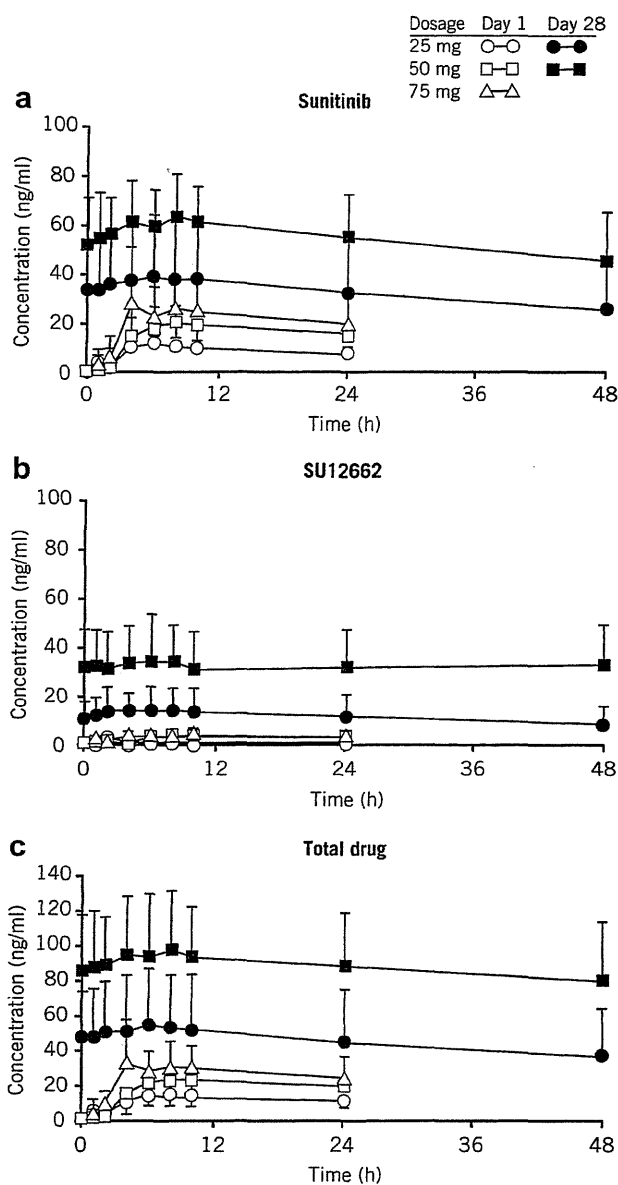 Dosage Day 1 Day 28
25 mg
50 mg
75 mg
a
Sunitinib
Concentration (ng/ml)
100
80
60
40
20
0
0 12 24 36 48
Time (h)
b
SU12662
Concentration (ng/ml)
100
80
60
40
20
0
0 12 24 36 48
Time (h)
c
Total drug
Concentration (ng/ml)
140
120
100
80
60
40
20
0
0 12 24 36 48
Time (h)